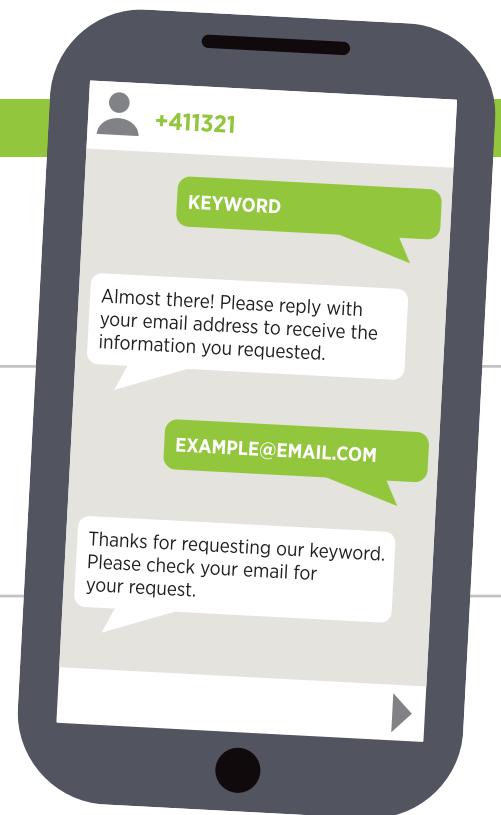 +411321
KEYWORD
Almost there! Please reply with
your email address to receive the
information you requested.
EXAMPLE@EMAIL.COM
Thanks for requesting our keyword.
Please check your email for
your request.